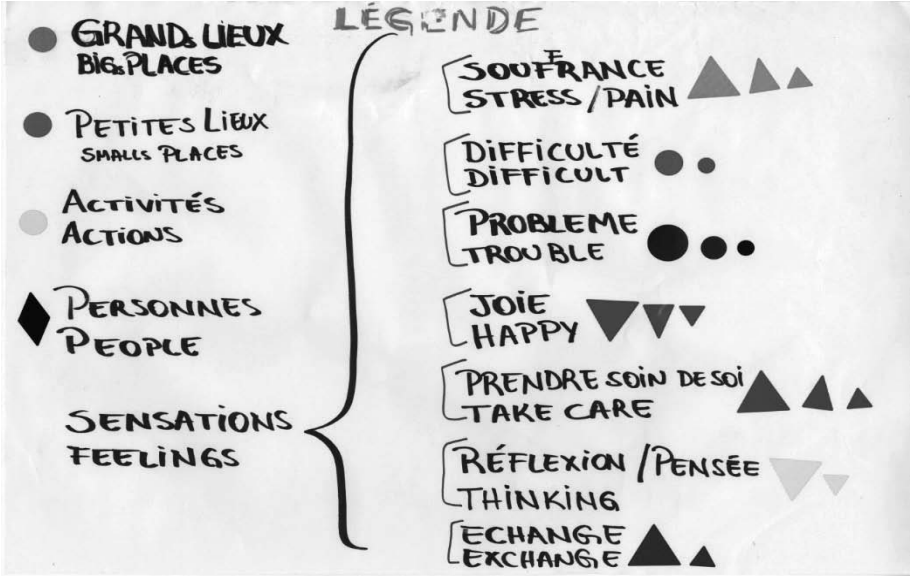 LÉGENDE
GRANDs LIEUX
BIGs PLACES
PETITES LIEUX
SMALLs PLACES
ACTIVITÉS
ACTIONS
PERSONNES
PEOPLE
SENSATIONS
FEELINGS
SOUFFRANCE
STRESS/PAIN
DIFFICULTÉ
DIFFICULT
PROBLEME
TROUBLE
JOIE
HAPPY
PRENDRE SOIN DE SOI
TAKE CARE
RÉFLEXION/PENSÉE
THINKING
ECHANGE
EXCHANGE